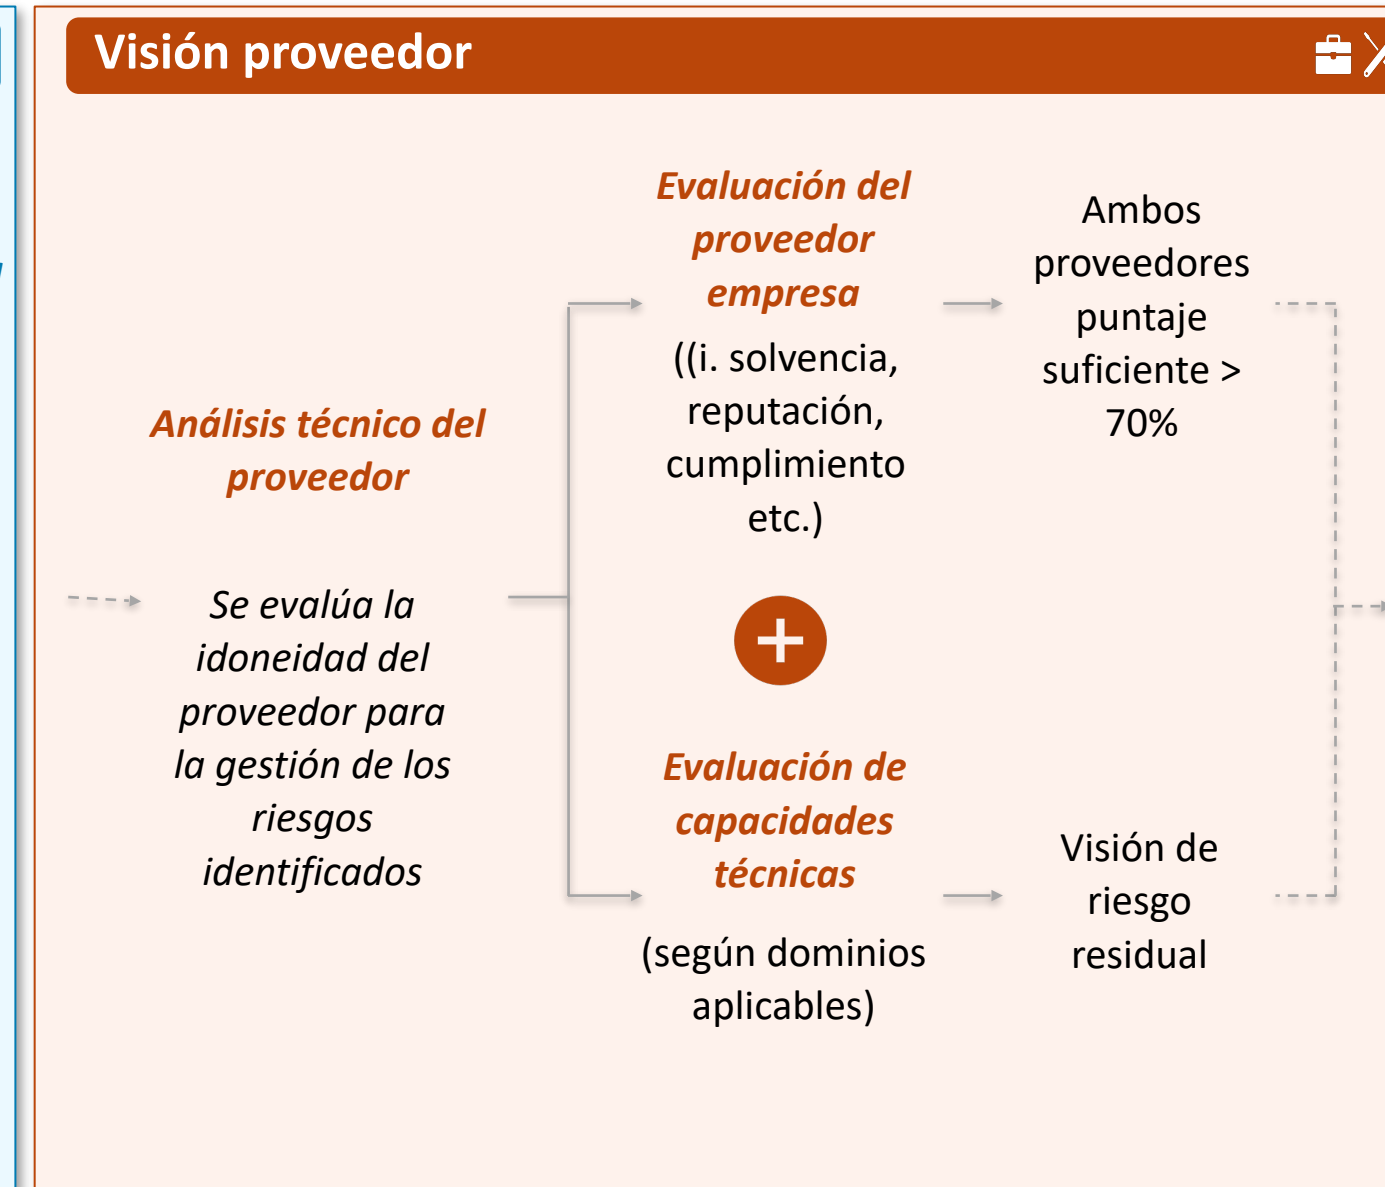 Visión proveedor
Análisis técnico del
proveedor
Se evalúa la
idoneidad del
proveedor para
la gestión de los
riesgos
identificados
Evaluación del
proveedor
empresa
((i. solvencia,
reputación,
cumplimiento
etc.)
Ambos
proveedores
puntaje
suficiente >
70%
Evaluación de
capacidades
técnicas
(según dominios
aplicables)
Visión de
riesgo
residual